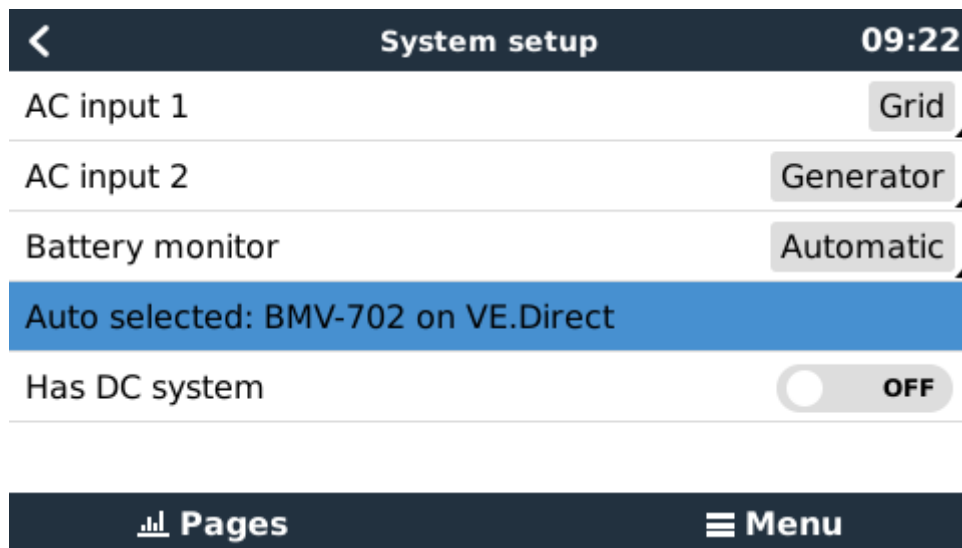 System setup 09:22
AC input 1 Grid
AC input 2 Generator
Battery monitor Automatic
Auto selected: BMV-702 on VE.Direct
Has DC system OFF
Pages Menu